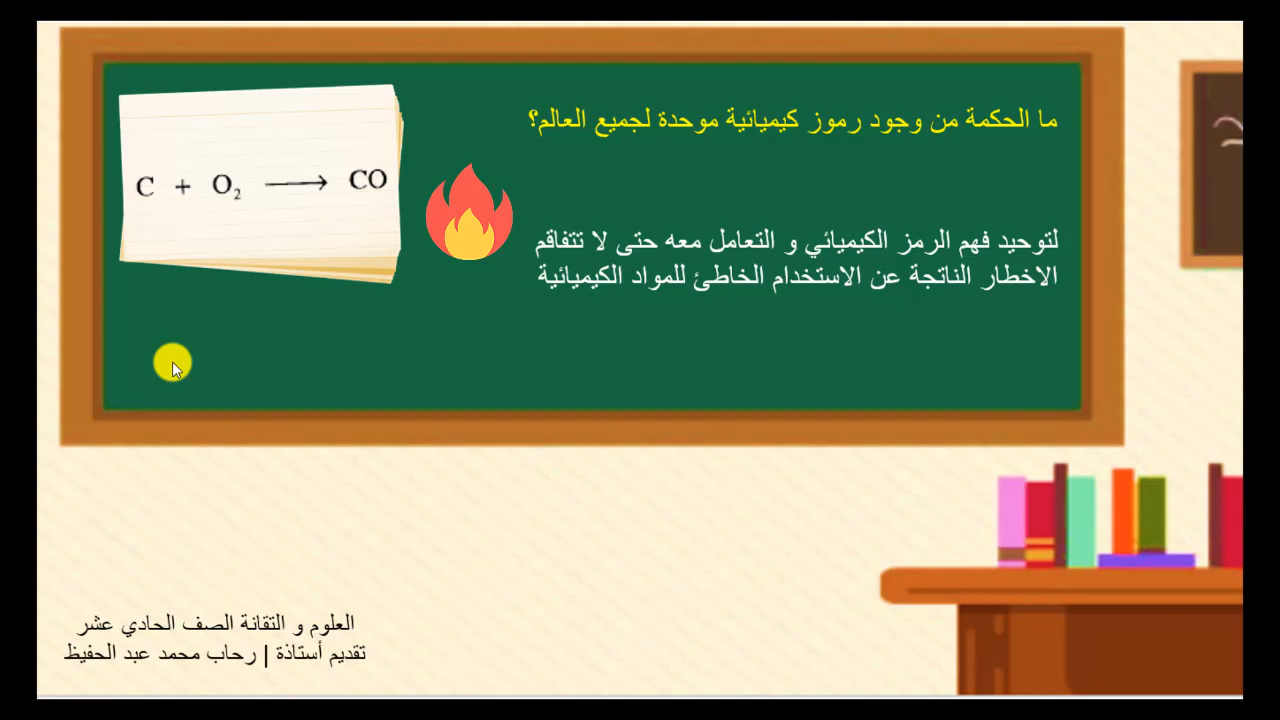 ما الحكمة من وجود رموز كيميائية موحدة لجميع العالم؟
C + O₂ ⟶ CO
لتوحيد فهم الرمز الكيميائي و التعامل معه حتى لا تتفاقم
الاخطار الناتجة عن الاستخدام الخاطئ للمواد الكيميائية
العلوم و التقانة الصف الحادي عشر
تقديم أستاذة | رحاب محمد عبد الحفيظ